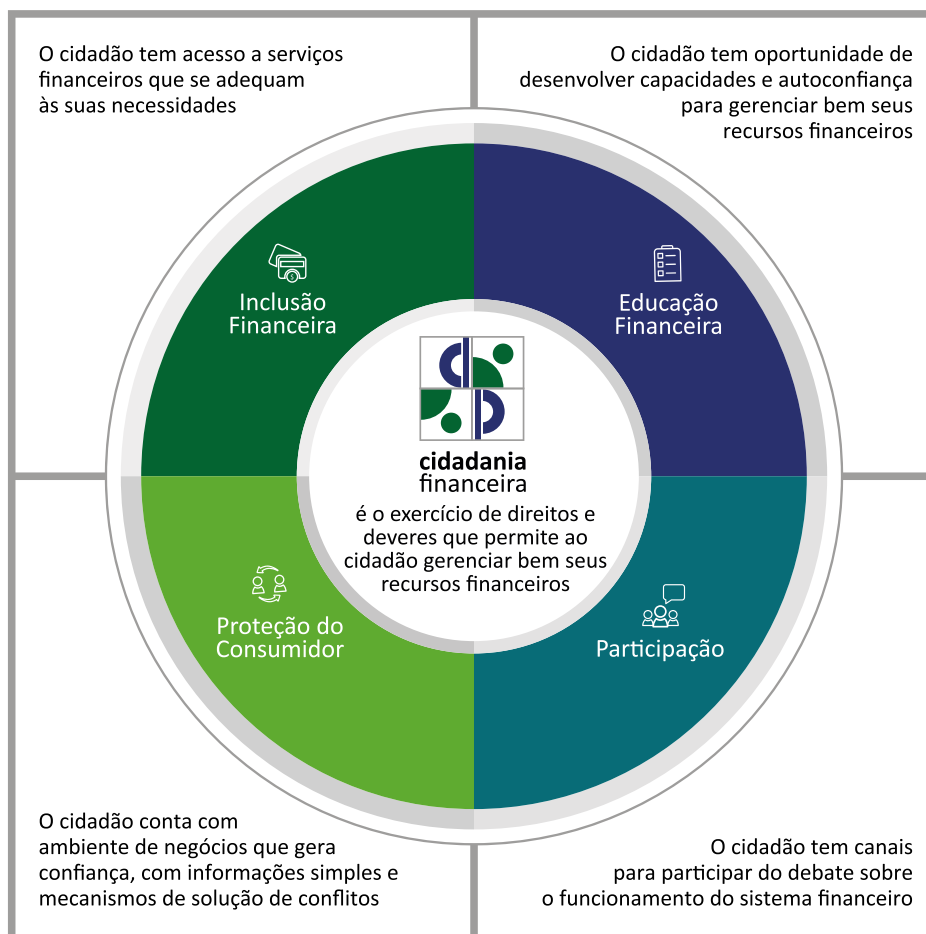 O cidadão tem acesso a serviços
financeiros que se adequam
às suas necessidades
O cidadão tem oportunidade de
desenvolver capacidades e autoconfiança
para gerenciar bem seus
recursos financeiros
Inclusão
Financeira
Educação
Financeira
cidadania
financeira
é o exercício de direitos e
deveres que permite ao
cidadão gerenciar bem seus
recursos financeiros
Proteção do
Consumidor
Participação
O cidadão conta com
ambiente de negócios que gera
confiança, com informações simples e
mecanismos de solução de conflitos
O cidadão tem canais
para participar do debate sobre
o funcionamento do sistema financeiro